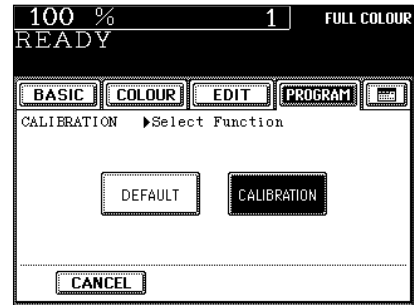 100 % 1 FULL COLOUR
READY
BASIC COLOUR EDIT PROGRAM
CALIBRATION ▶Select Function
DEFAULT CALIBRATION
CANCEL